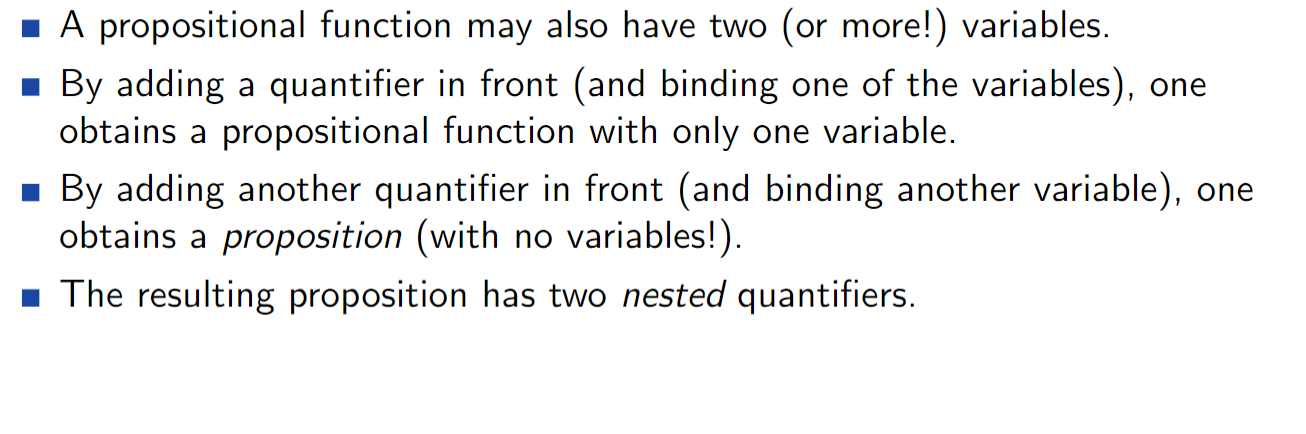 ■ A propositional function may also have two (or more!) variables.
■ By adding a quantifier in front (and binding one of the variables), one
obtains a propositional function with only one variable.
■ By adding another quantifier in front (and binding another variable), one
obtains a proposition (with no variables!).
■ The resulting proposition has two nested quantifiers.